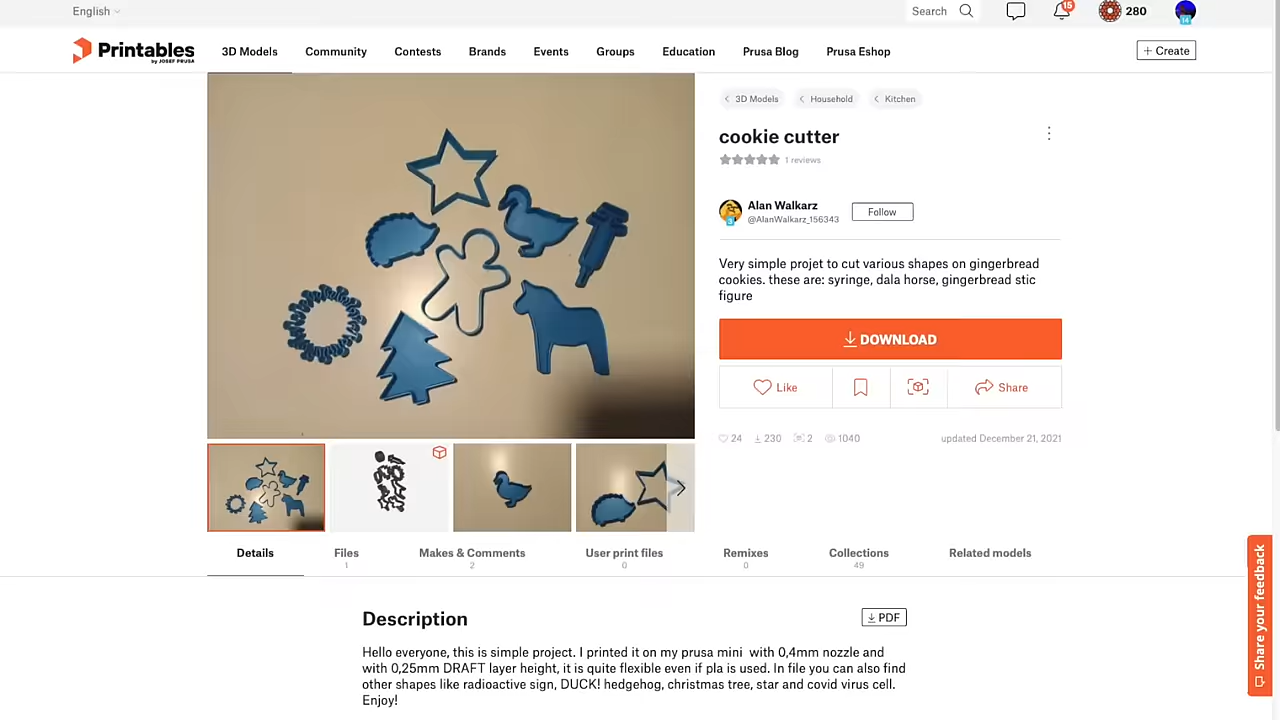 English
Search
15
280
14
Printables
by JOSEF PRUSA
3D Models
Community
Contests
Brands
Events
Groups
Education
Prusa Blog
Prusa Eshop
+ Create
3D Models
Household
Kitchen
cookie cutter
1 reviews
Alan Walkarz
@AlanWalkarz_156343
3
Follow
Very simple projet to cut various shapes on gingerbread
cookies. these are: syringe, dala horse, gingerbread stic
figure
DOWNLOAD
Like
Share
24
230
2
1040
updated December 21, 2021
Details
Files
1
Makes & Comments
2
User print files
0
Remixes
0
Collections
49
Related models
Share your feedback
Description
PDF
Hello everyone, this is simple project. I printed it on my prusa mini with 0,4mm nozzle and
with 0,25mm DRAFT layer height, it is quite flexible even if pla is used. In file you can also find
other shapes like radioactive sign, DUCK! hedgehog, christmas tree, star and covid virus cell.
Enjoy!